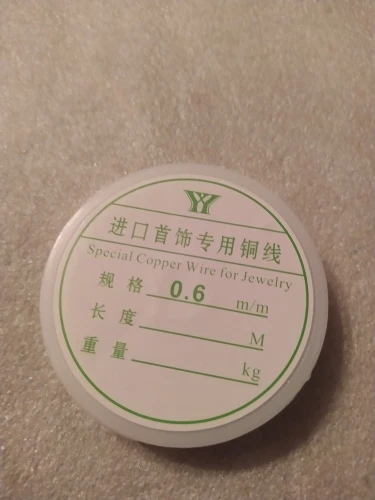 进口首饰专用铜线
Special Copper Wire for Jewelry
规格 0.6 m/m
长度 M
重量 kg